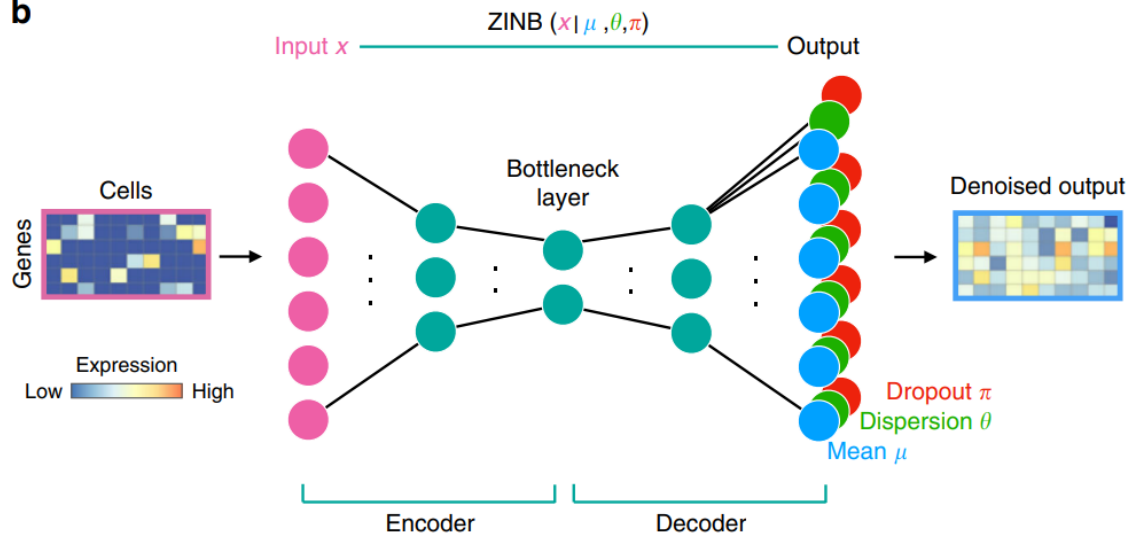 b
ZINB (x | μ ,θ,π)
Input x
Output
Bottleneck
layer
Cells
Genes
Denoised output
Expression
Low
High
Dropout π
Dispersion θ
Mean μ
Encoder
Decoder